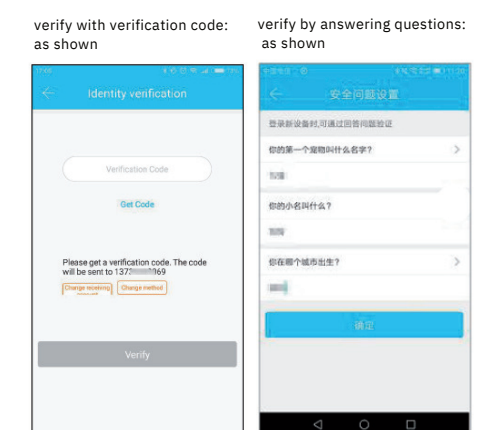 verify with verification code:
as shown
Identity verification
Verification Code
Get Code
Please get a verification code. The code
will be sent to 137
969
Change receiving
Change method
Verify
verify by answering questions:
as shown
安全问题设置
登录新设备时,可通过回答问题验证
你的第一个宠物叫什么名字?
你的小名叫什么?
你在哪个城市出生?
确定